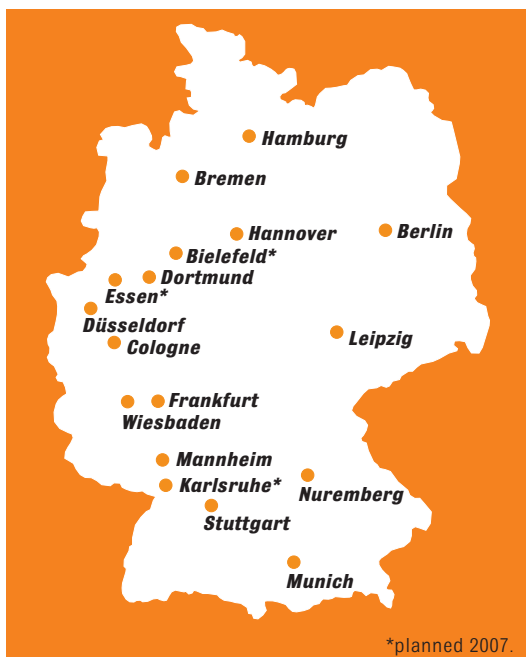 Hamburg
Bremen
Hannover
Berlin
Bielefeld*
Dortmund
Essen*
Düsseldorf
Leipzig
Cologne
Frankfurt
Wiesbaden
Mannheim
Karlsruhe*
Nuremberg
Stuttgart
Munich
*planned 2007.